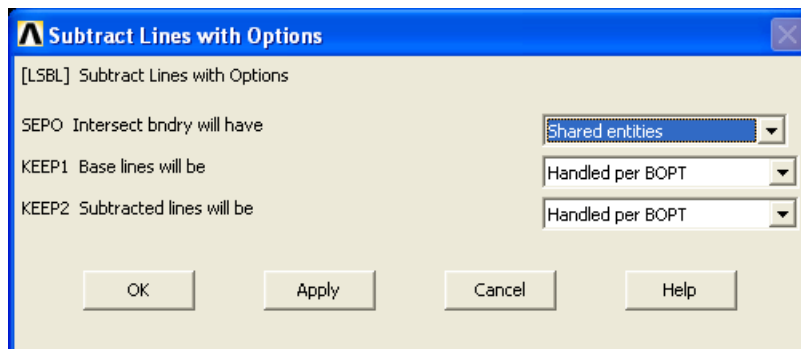 Subtract Lines with Options
[LSBL] Subtract Lines with Options
SEPO Intersect bndry will have Shared entities
KEEP1 Base lines will be Handled per BOPT
KEEP2 Subtracted lines will be Handled per BOPT
OK Apply Cancel Help